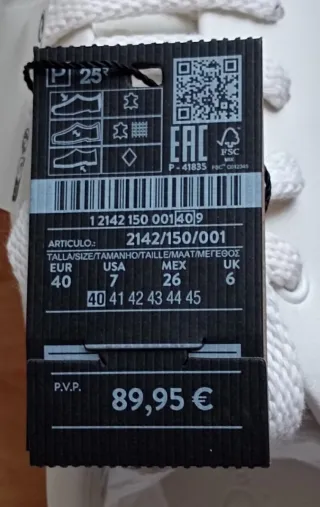 25
EAC
P - 41835
FSC
MIX
1 2142 150 001 40 9
ARTICULO.: 2142/150/001
TALLA/SIZE/TAMANHO/TAILLE/MAAT/ΜΕΓΕΘΟΣ
EUR USA MEX UK
40 7 26 6
40 41 42 43 44 45
P.V.P.
89,95 €